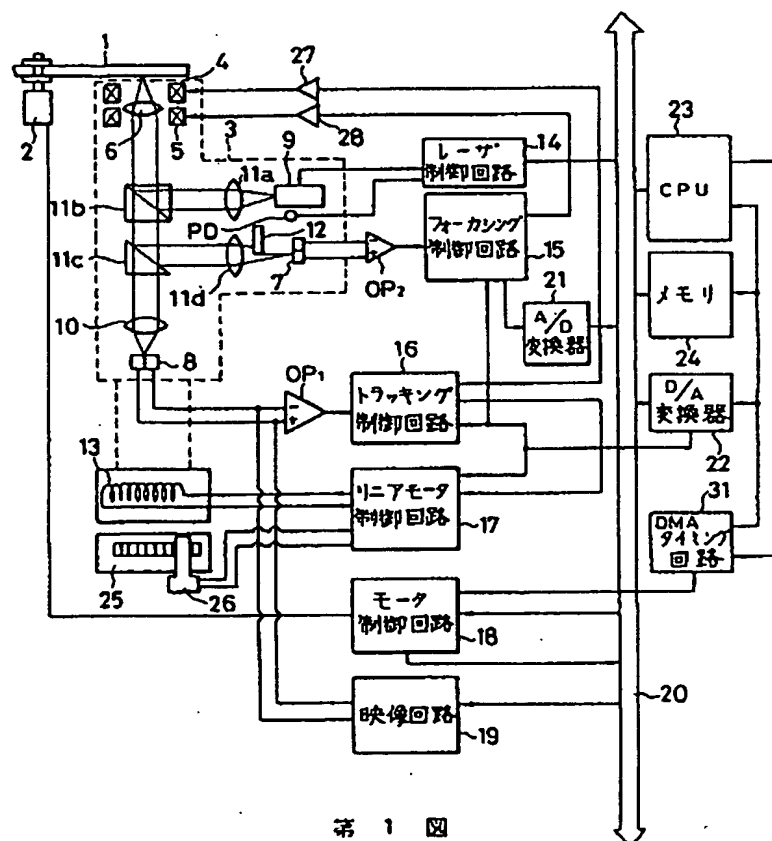 1
2
3
4
5
6
27
28
9
11a
11b
11c
11d
PD
12
7
OP2
10
8
OP1
13
25
26
レーザ
制御回路
14
フォーカシング
制御回路
15
21
A/D
変換器
16
トラッキング
制御回路
リニアモータ
制御回路
17
モータ
制御回路
18
映像回路
19
20
23
CPU
メモリ
24
D/A
変換器
22
31
DMA
タイミング
回路
- +
第 1 図